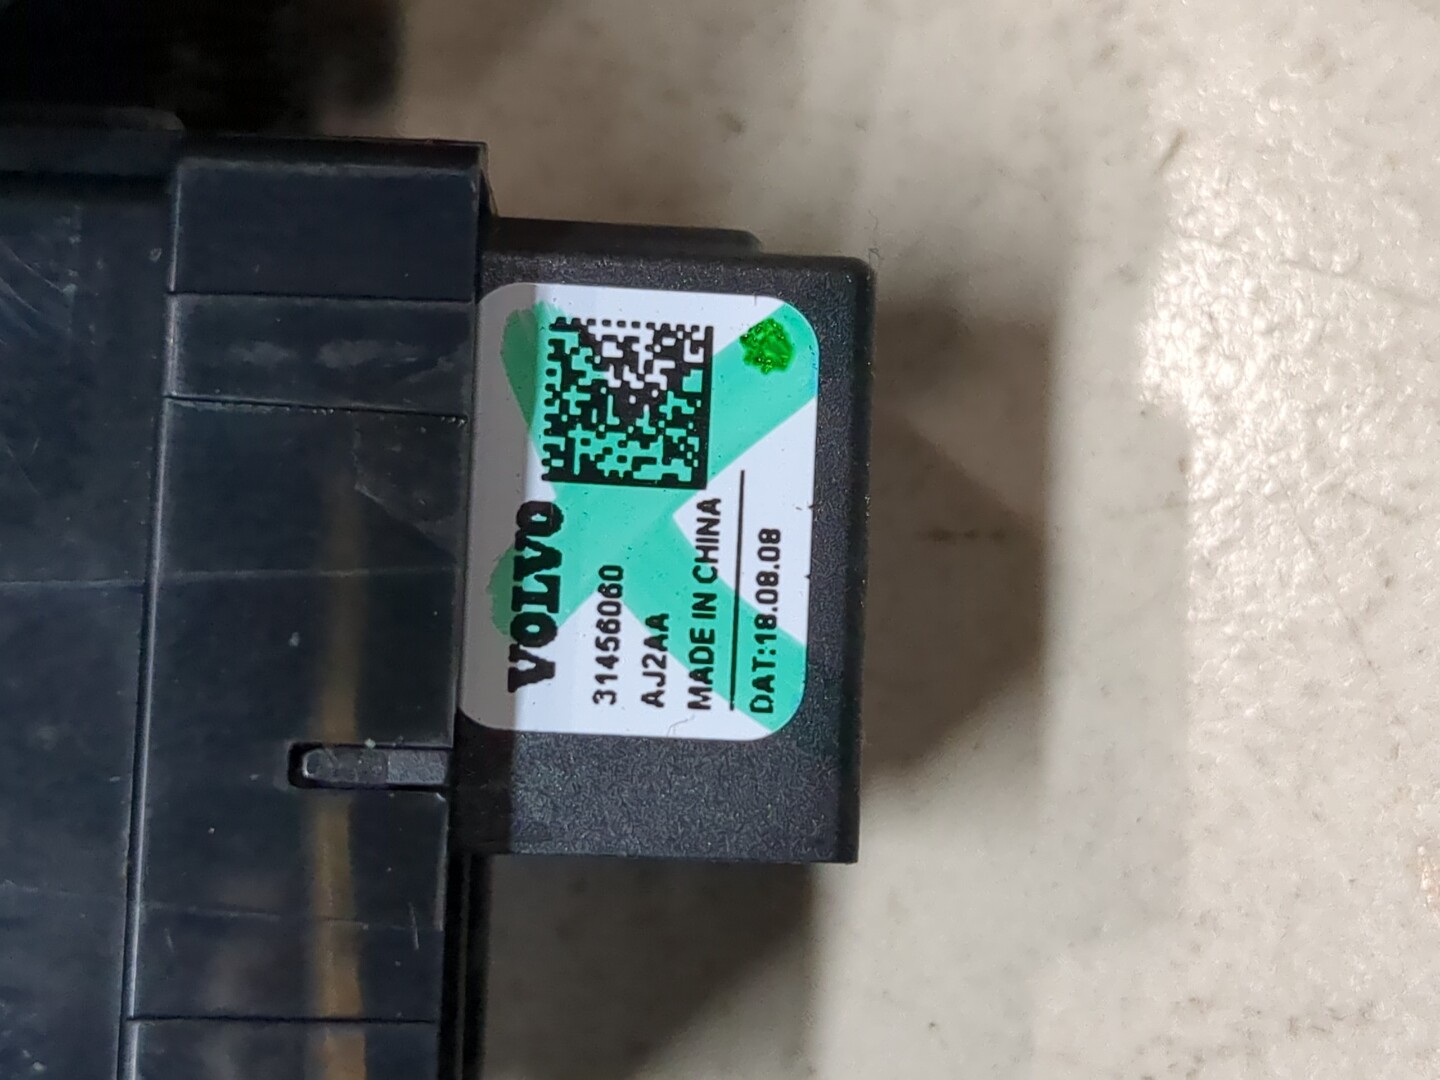 VOLVO
31456060
AJ2AA
MADE IN CHINA
DAT:18.08.08